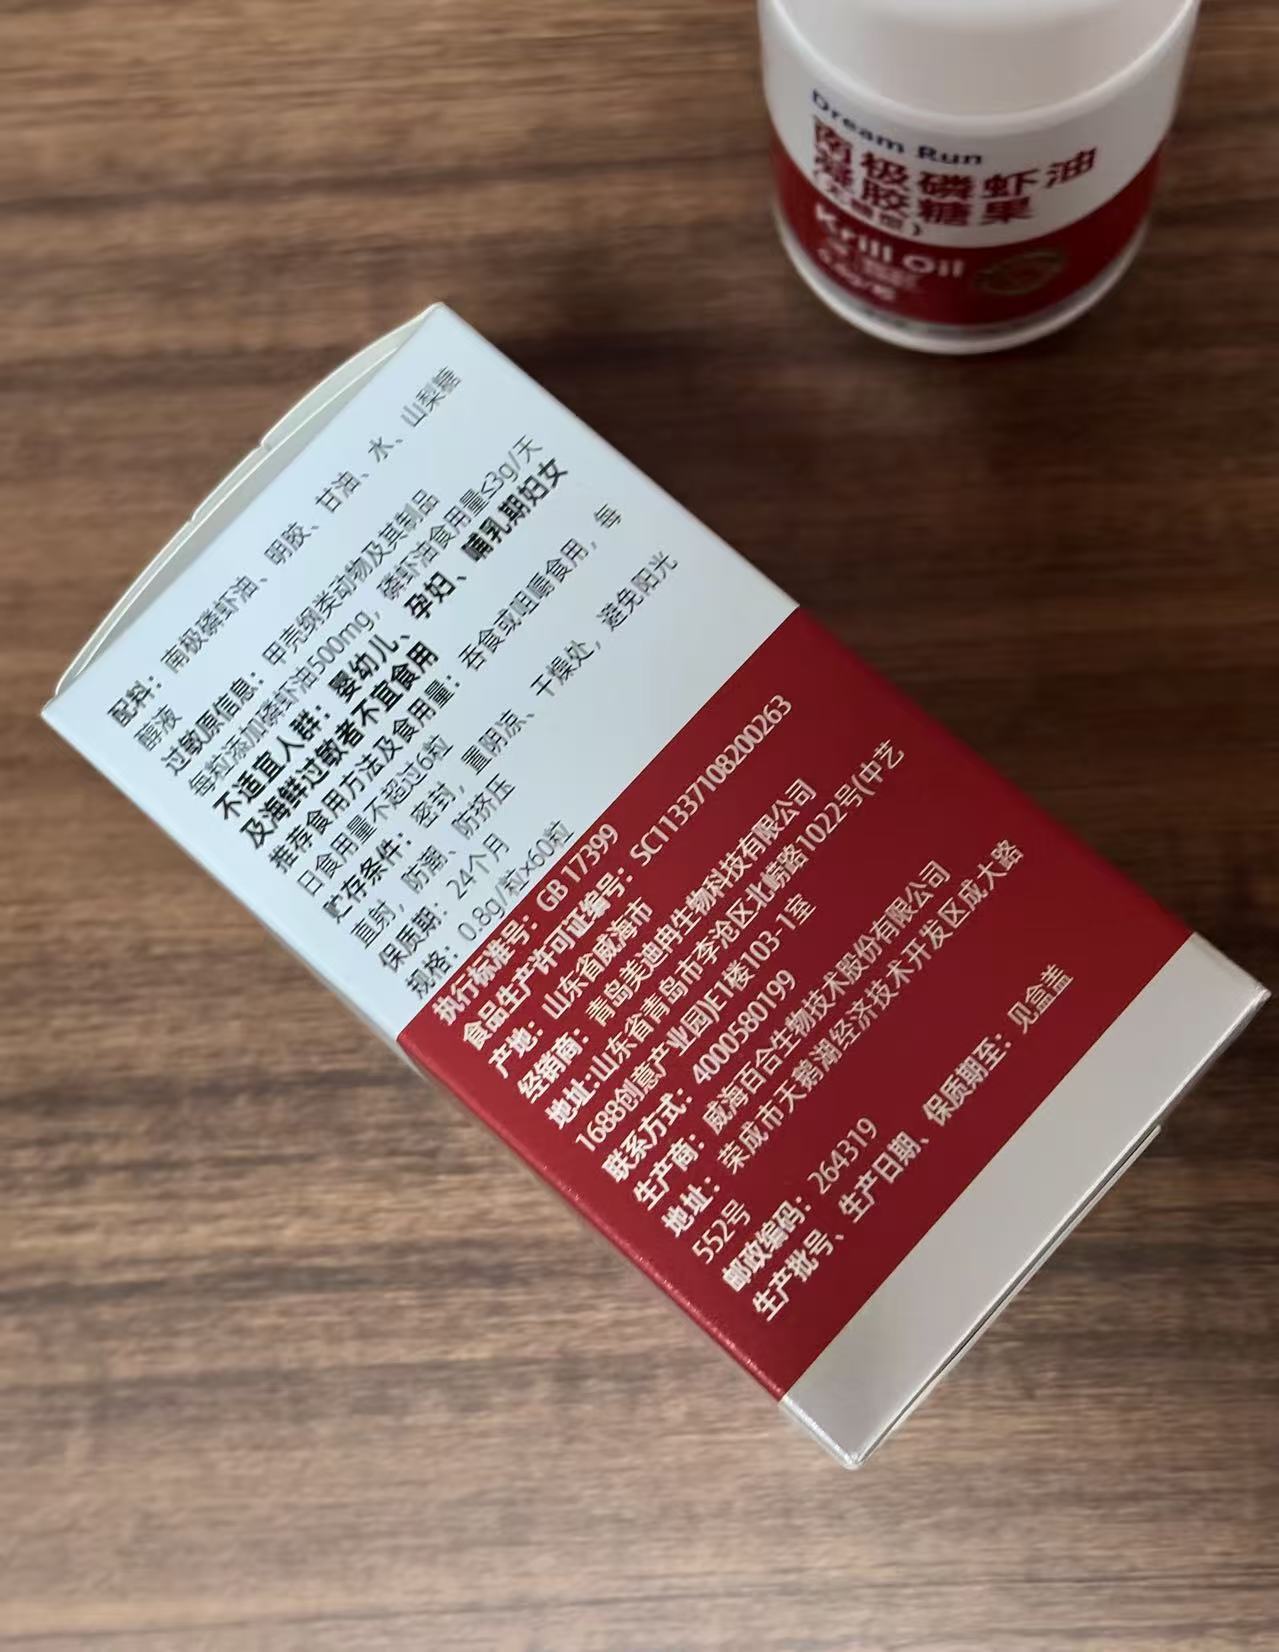 Dream Run
南极磷虾油
凝胶糖果
Krill Oil
配料：南极磷虾油、明胶、甘油、水、山梨糖
醇液
过敏原信息：甲壳纲类动物及其制品
每粒添加磷虾油500mg，磷虾油食用量≤3g/天
不适宜人群：婴幼儿、孕妇、哺乳期妇女
及海鲜过敏者不宜食用
推荐食用方法及食用量：吞食或咀嚼食用，每
日食用量不超过6粒
贮存条件：密封，置阴凉、干燥处，避免阳光
直射，防潮、防挤压
保质期：24个月
规格：0.8g/粒×60粒
执行标准号：GB 17399
食品生产许可证编号：SC11337108200263
产地：山东省威海市
经销商：青岛美迪冉生物科技有限公司
地址:山东省青岛市李沧区北崂路1022号(中艺
1688创意产业园)E1楼103-1室
联系方式：4000580199
生产商：威海百合生物技术股份有限公司
地址：荣成市天鹅湖经济技术开发区成大路
552号
邮政编码：264319
生产批号、生产日期、保质期至：见盒盖